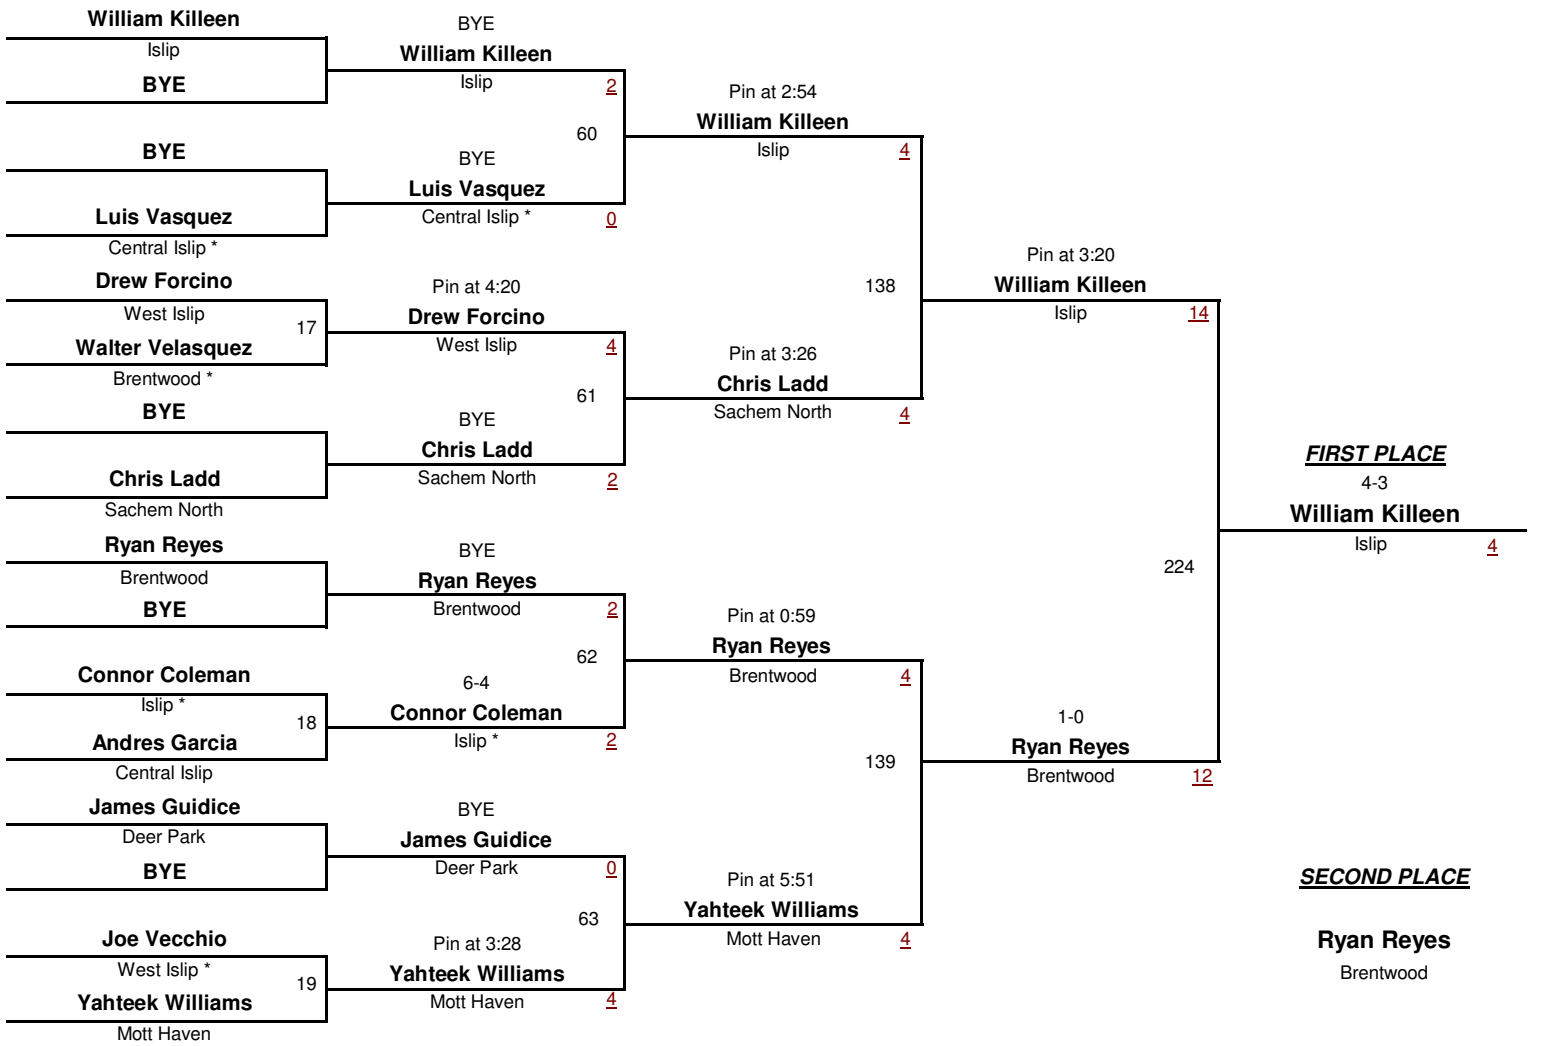 William Killeen
Islip
BYE
BYE
Luis Vasquez
Central Islip *
Drew Forcino
West Islip
17
Walter Velasquez
Brentwood *
BYE
Chris Ladd
Sachem North
Ryan Reyes
Brentwood
BYE
Connor Coleman
Islip *
18
Andres Garcia
Central Islip
James Guidice
Deer Park
BYE
Joe Vecchio
West Islip *
19
Yahteek Williams
Mott Haven
BYE
William Killeen
Islip
2
60
BYE
Luis Vasquez
Central Islip *
0
Pin at 4:20
Drew Forcino
West Islip
4
61
BYE
Chris Ladd
Sachem North
2
BYE
Ryan Reyes
Brentwood
2
62
6-4
Connor Coleman
Islip *
2
BYE
James Guidice
Deer Park
0
63
Pin at 3:28
Yahteek Williams
Mott Haven
4
Pin at 2:54
William Killeen
Islip
4
138
Pin at 3:26
Chris Ladd
Sachem North
4
Pin at 0:59
Ryan Reyes
Brentwood
4
139
Pin at 5:51
Yahteek Williams
Mott Haven
4
Pin at 3:20
William Killeen
Islip
14
224
1-0
Ryan Reyes
Brentwood
12
FIRST PLACE
4-3
William Killeen
Islip
4
SECOND PLACE
Ryan Reyes
Brentwood